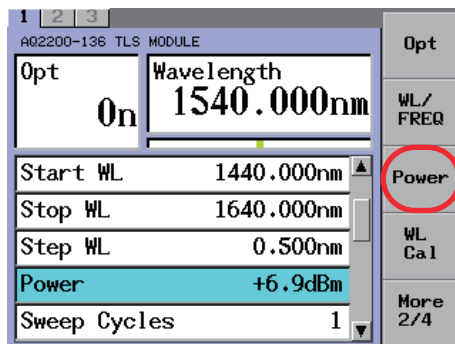 1 2 3
AQ2200-136 TLS MODULE
Opt
On
Wavelength
1540.000nm
Start WL 1440.000nm
Stop WL 1640.000nm
Step WL 0.500nm
Power +6.9dBm
Sweep Cycles 1
Opt
WL/
FREQ
Power
WL
Cal
More
2/4